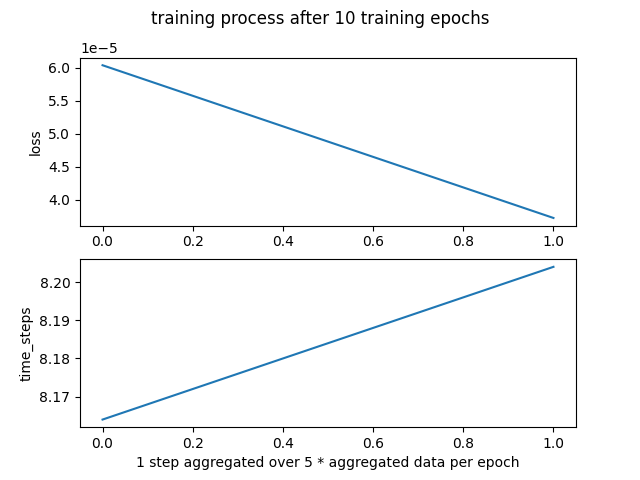 training process after 10 training epochs
1e−5
6.0
5.5
5.0
4.5
4.0
loss
0.0 0.2 0.4 0.6 0.8 1.0
8.20
8.19
8.18
8.17
time_steps
0.0 0.2 0.4 0.6 0.8 1.0
1 step aggregated over 5 * aggregated data per epoch